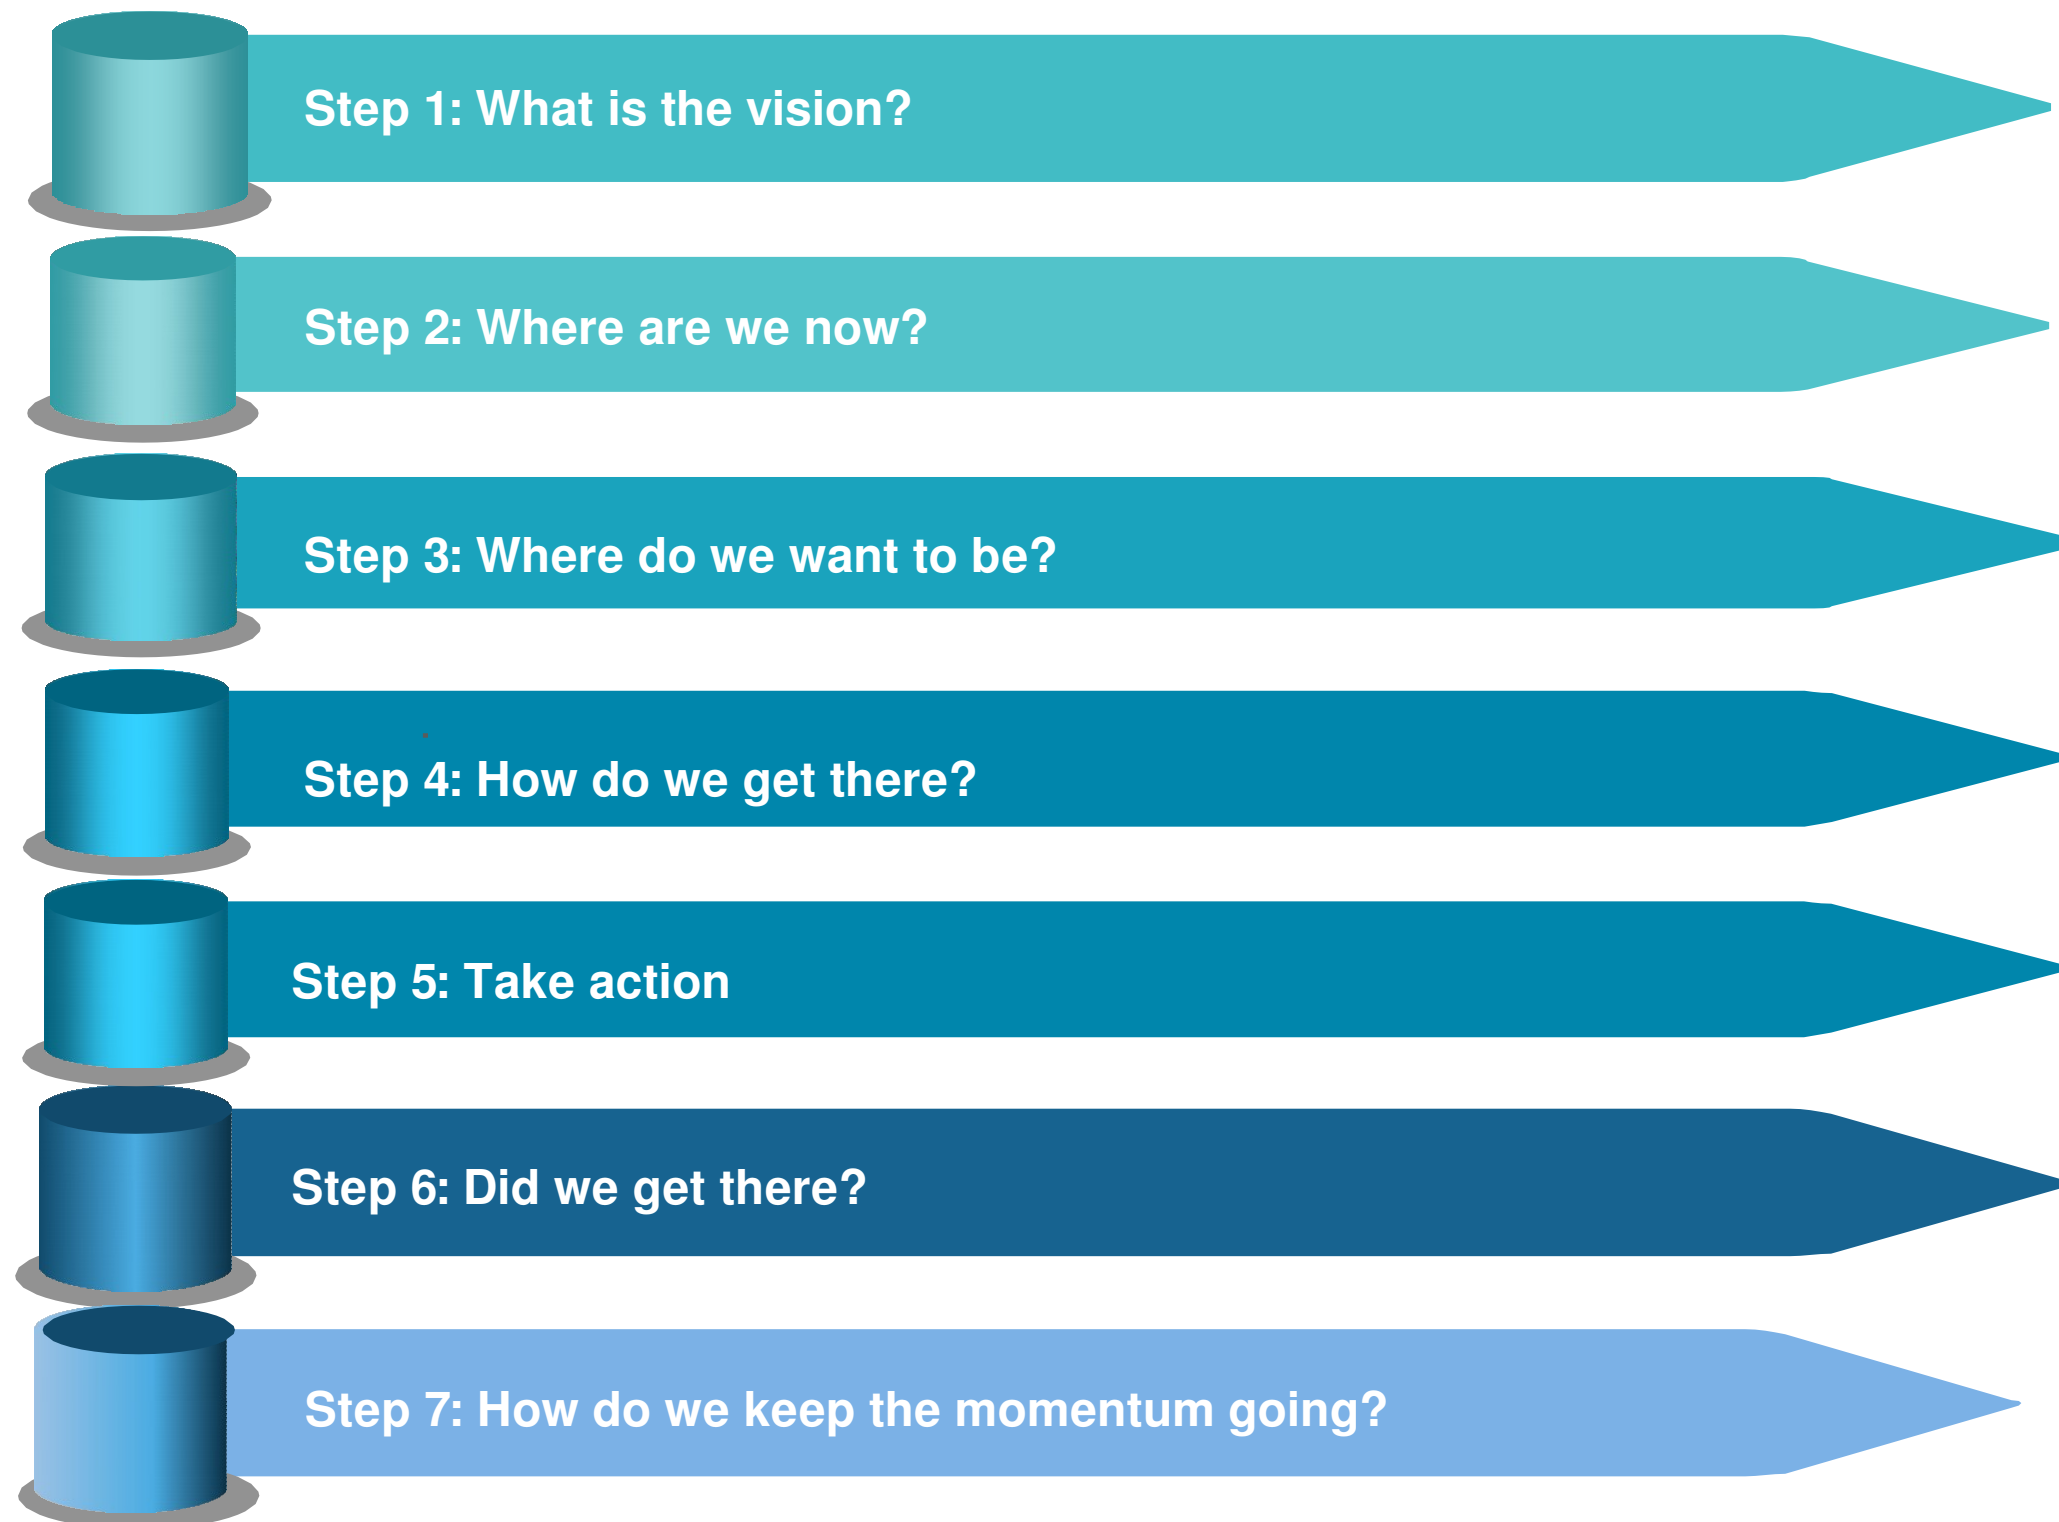 Step 1: What is the vision?
Step 2: Where are we now?
Step 3: Where do we want to be?
Step 4: How do we get there?
Step 5: Take action
Step 6: Did we get there?
Step 7: How do we keep the momentum going?